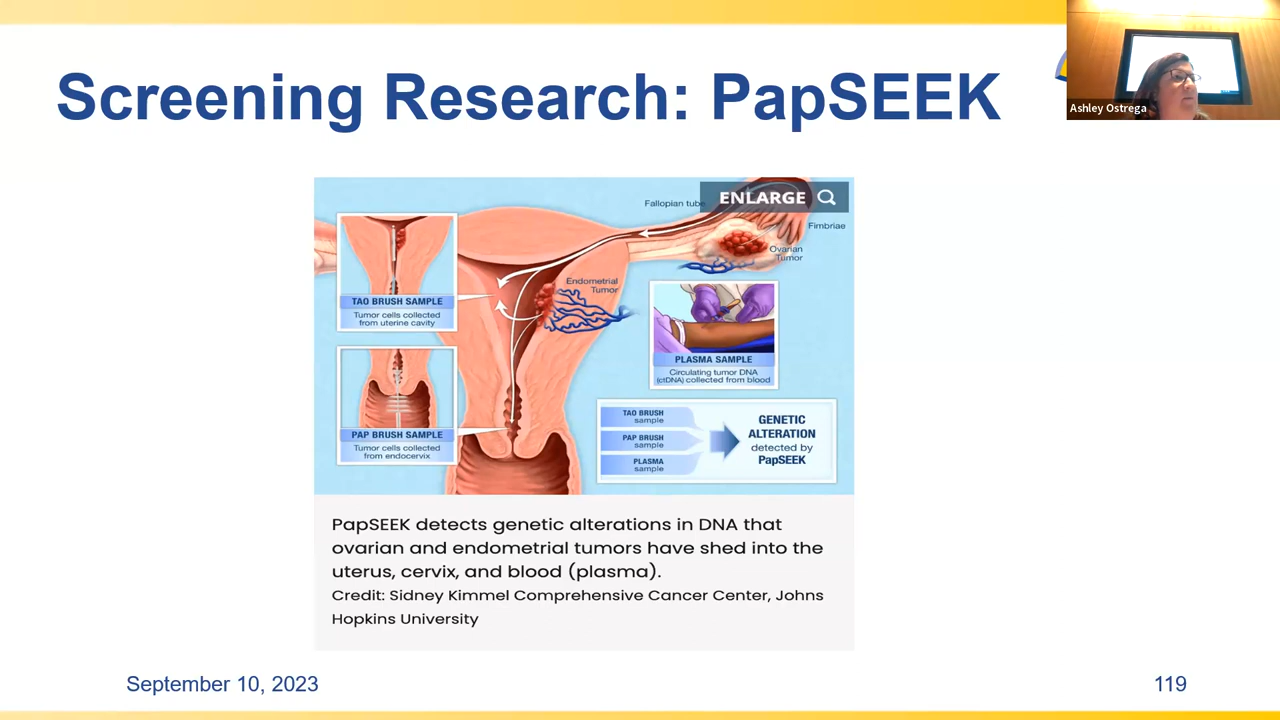 Screening Research: PapSEEK
Ashley Ostrega
ENLARGE
Fallopian tube
Fimbriae
Ovarian
Tumor
Endometrial
Tumor
TAO BRUSH SAMPLE
Tumor cells collected
from uterine cavity
PLASMA SAMPLE
Circulating tumor DNA
(ctDNA) collected from blood
PAP BRUSH SAMPLE
Tumor cells collected
from endocervix
TAO BRUSH
sample
PAP BRUSH
sample
PLASMA
sample
GENETIC
ALTERATION
detected by
PapSEEK
PapSEEK detects genetic alterations in DNA that
ovarian and endometrial tumors have shed into the
uterus, cervix, and blood (plasma).
Credit: Sidney Kimmel Comprehensive Cancer Center, Johns
Hopkins University
September 10, 2023
119